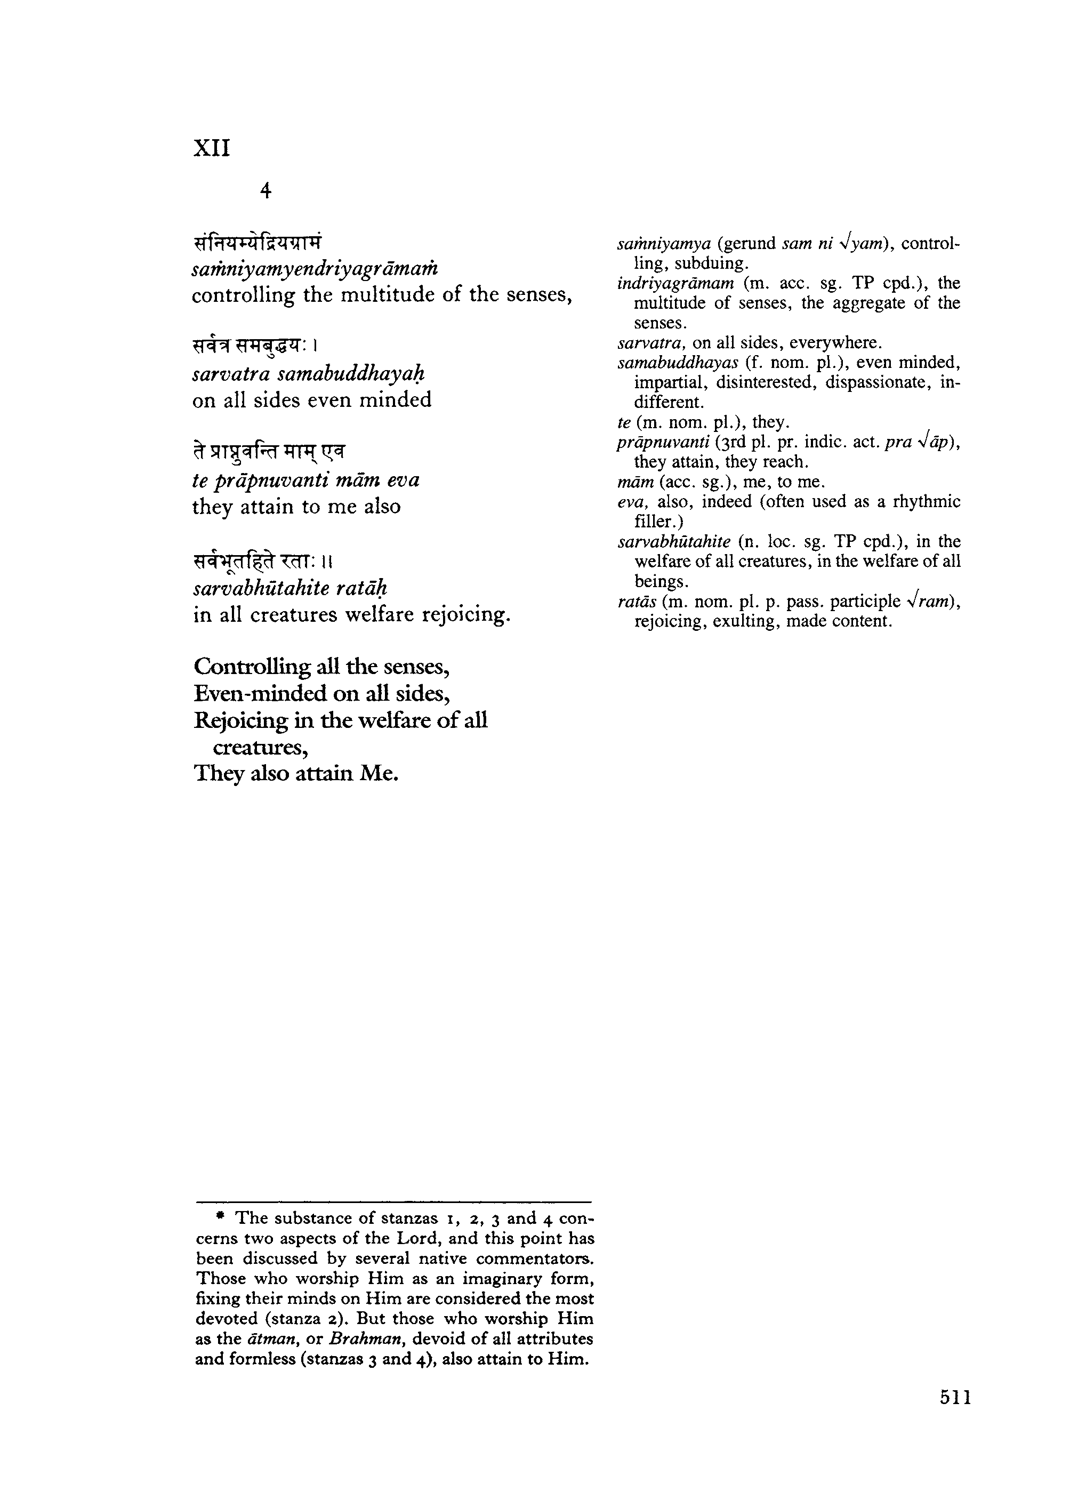 XII
4
संनियम्येद्रियग्रामं
saṁniyamyendriyagrāmaṁ
controlling the multitude of the senses,
सर्वत्र समबुद्धयः ।
sarvatra samabuddhayaḥ
on all sides even minded
ते प्राप्नुवन्ति माम् एव
te prāpnuvanti mām eva
they attain to me also
सर्वभूतहिते रताः ॥
sarvabhūtahite ratāḥ
in all creatures welfare rejoicing.
Controlling all the senses,
Even-minded on all sides,
Rejoicing in the welfare of all
creatures,
They also attain Me.
saṁniyamya (gerund sam ni √yam), control-
ling, subduing.
indriyagrāmam (m. acc. sg. TP cpd.), the
multitude of senses, the aggregate of the
senses.
sarvatra, on all sides, everywhere.
samabuddhayas (f. nom. pl.), even minded,
impartial, disinterested, dispassionate, in-
different.
te (m. nom. pl.), they.
prāpnuvanti (3rd pl. pr. indic. act. pra √āp),
they attain, they reach.
mām (acc. sg.), me, to me.
eva, also, indeed (often used as a rhythmic
filler.)
sarvabhūtahite (n. loc. sg. TP cpd.), in the
welfare of all creatures, in the welfare of all
beings.
ratās (m. nom. pl. p. pass. participle √ram),
rejoicing, exulting, made content.
* The substance of stanzas 1, 2, 3 and 4 con-
cerns two aspects of the Lord, and this point has
been discussed by several native commentators.
Those who worship Him as an imaginary form,
fixing their minds on Him are considered the most
devoted (stanza 2). But those who worship Him
as the ātman, or Brahman, devoid of all attributes
and formless (stanzas 3 and 4), also attain to Him.
511